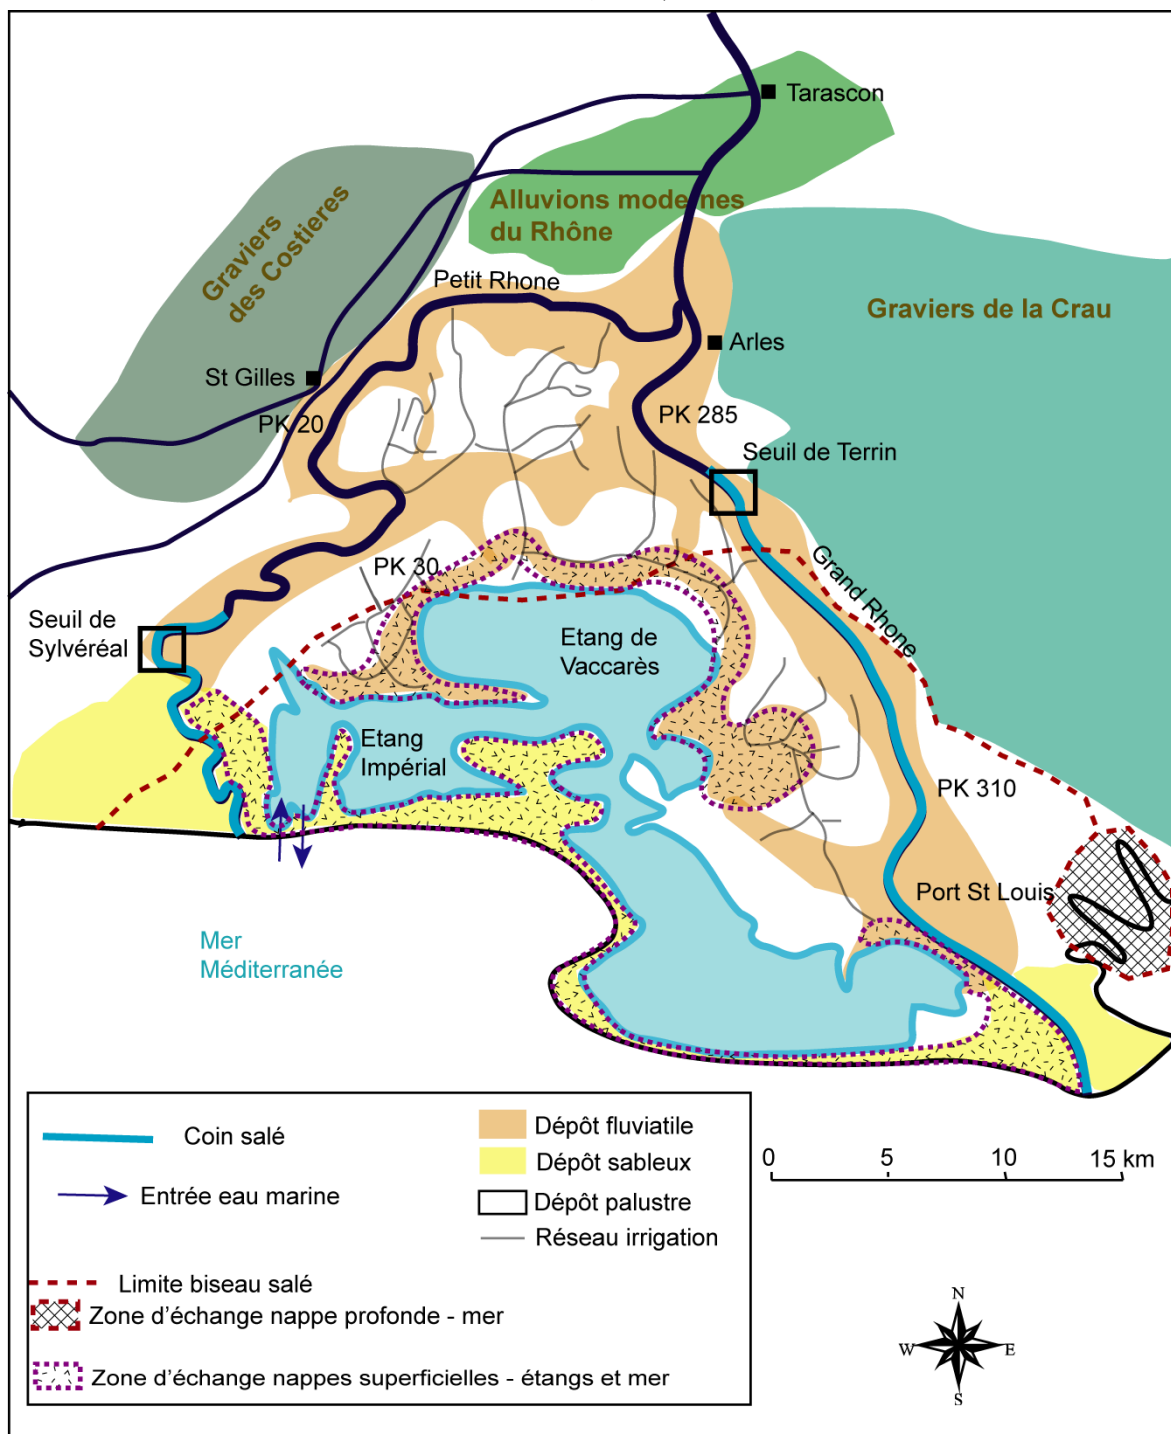 Tarascon
Alluvions modernes
du Rhône
Graviers
des Costieres
Petit Rhone
Graviers de la Crau
Arles
St Gilles
PK 20
PK 285
Seuil de Terrin
PK 30
Grand Rhone
Seuil de
Sylvéréal
Etang de
Vaccarès
Etang
Impérial
PK 310
Port St Louis
Mer
Méditerranée
Coin salé
Entrée eau marine
Dépôt fluviatile
Dépôt sableux
Dépôt palustre
Réseau irrigation
Limite biseau salé
Zone d'échange nappe profonde - mer
Zone d'échange nappes superficielles - étangs et mer
0 5 10 15 km
N
W E
S